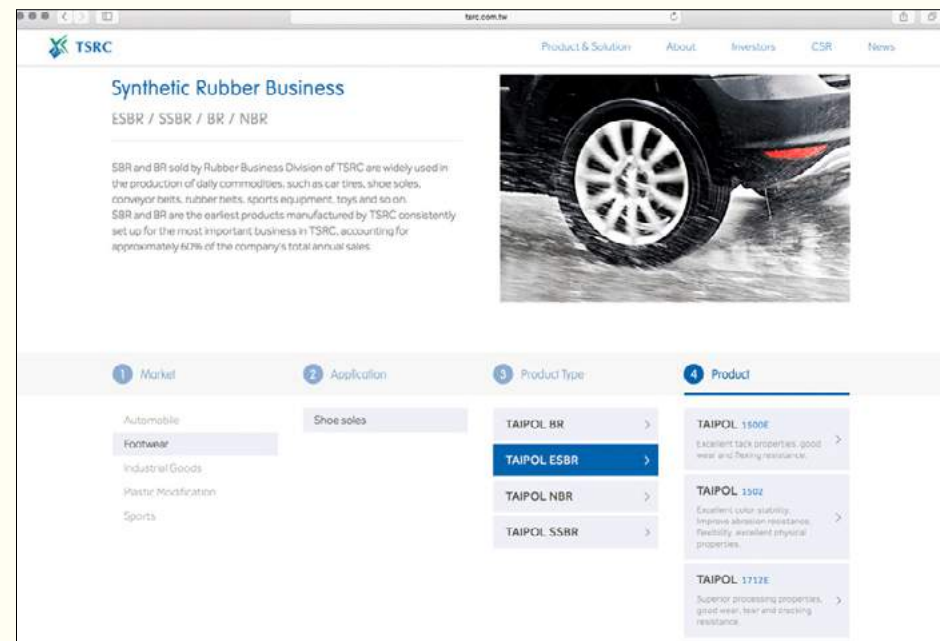 tsrc.com.tw
TSRC
Product & Solution
About
Investors
CSR
News
Synthetic Rubber Business
ESBR / SSBR / BR / NBR
SBR and BR sold by Rubber Business Division of TSRC are widely used in
the production of daily commodities, such as car tires, shoe soles,
conveyor belts, rubber belts, sports equipment, toys and so on.
SBR and BR are the earliest products manufactured by TSRC consistently
set up for the most important business in TSRC, accounting for
approximately 60% of the company's total annual sales.
1 Market
2 Application
3 Product Type
4 Product
Automobile
Footwear
Industrial Goods
Plastic Modification
Sports
Shoe soles
TAIPOL BR
TAIPOL ESBR
TAIPOL NBR
TAIPOL SSBR
TAIPOL 1500E
Excellent tack properties, good
wear and flexing resistance.
TAIPOL 1502
Excellent color stability.
Improve abrasion resistance,
flexibility, excellent physical
properties.
TAIPOL 1712E
Superior processing properties,
good wear, tear and cracking
resistance.